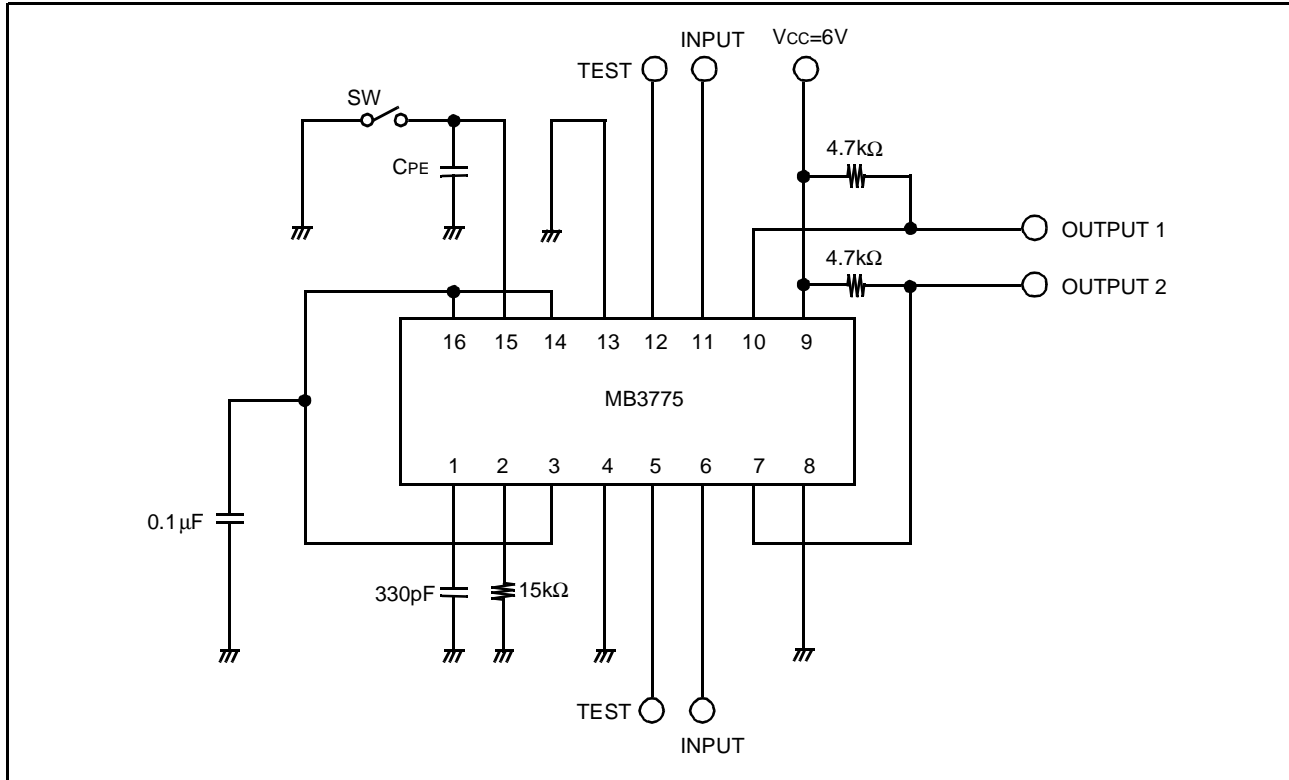 INPUT
VCC=6V
TEST
SW
4.7kΩ
CPE
OUTPUT 1
4.7kΩ
OUTPUT 2
16 15 14 13 12 11 10 9
MB3775
1 2 3 4 5 6 7 8
0.1µF
330pF
15kΩ
TEST
INPUT